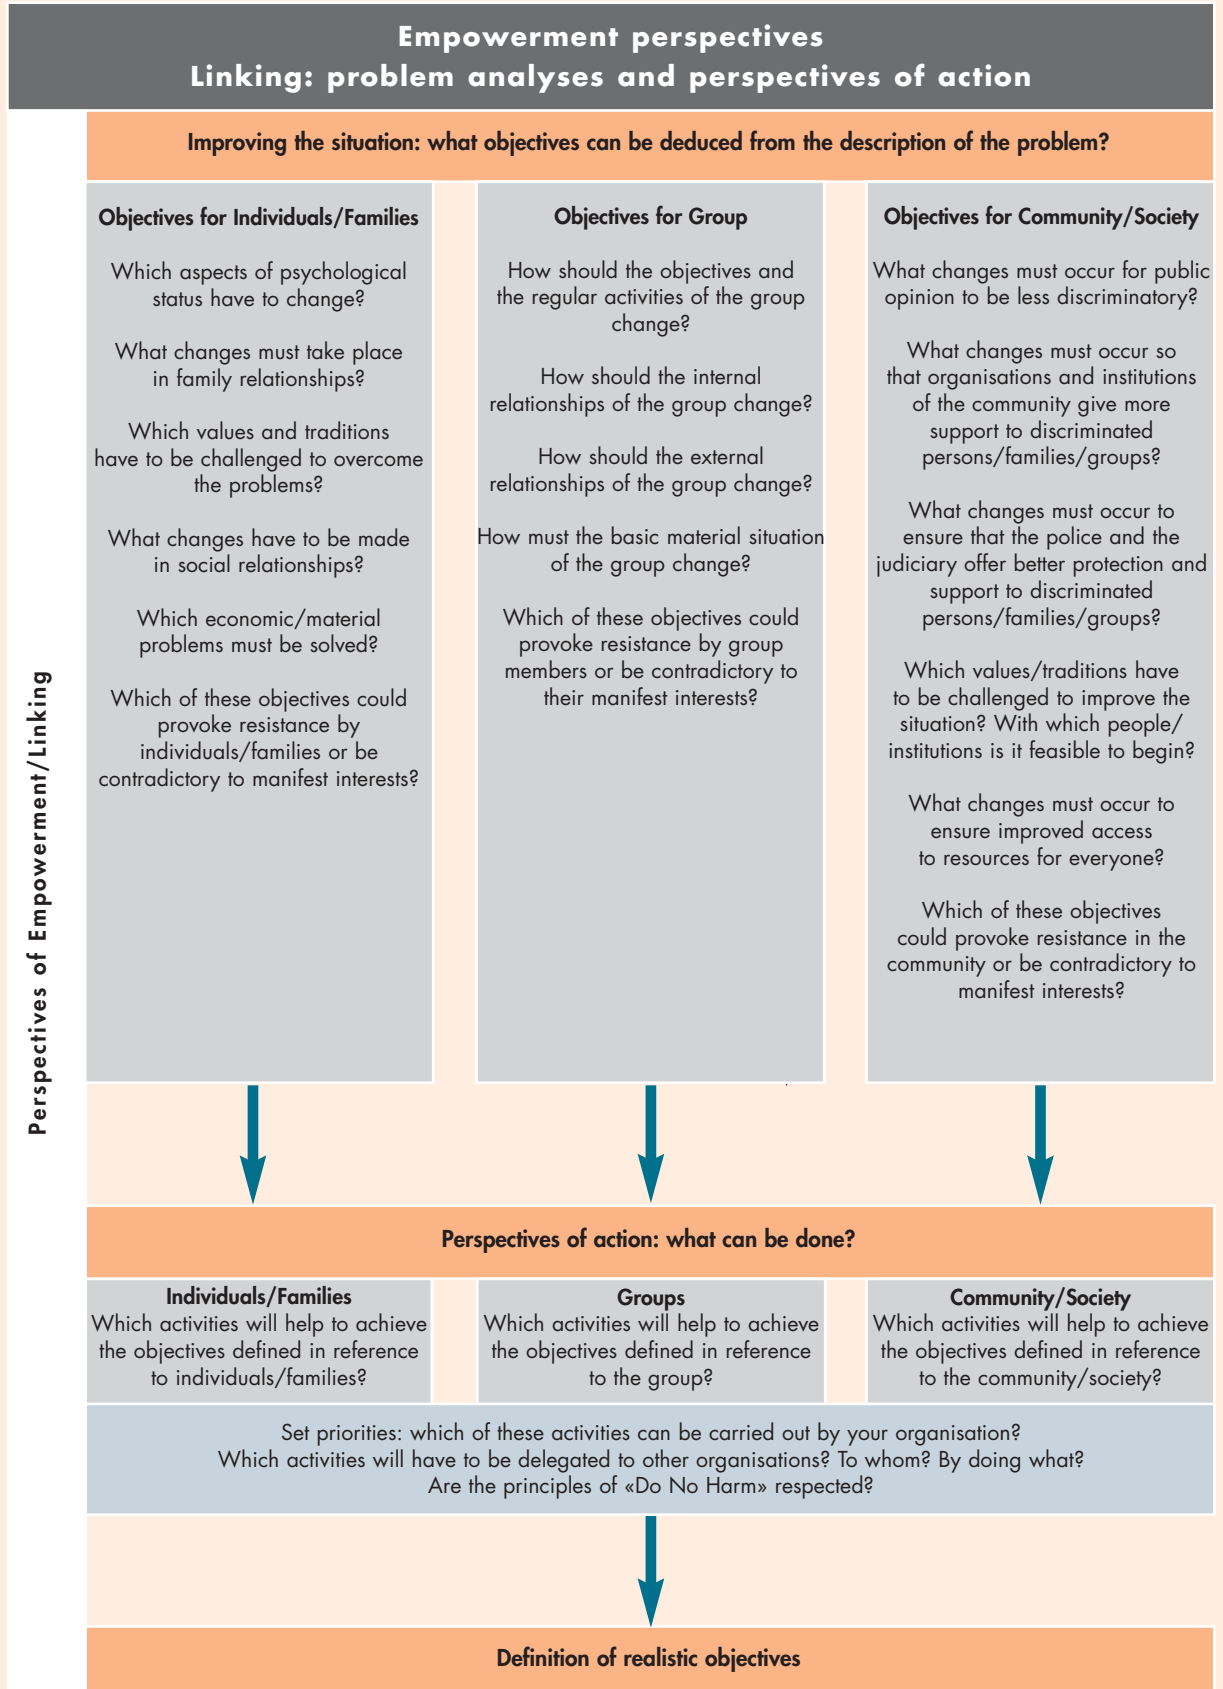 Empowerment perspectives
Linking: problem analyses and perspectives of action
Perspectives of Empowerment/Linking
Improving the situation: what objectives can be deduced from the description of the problem?
Objectives for Individuals/Families
Which aspects of psychological
status have to change?
What changes must take place
in family relationships?
Which values and traditions
have to be challenged to overcome
the problems?
What changes have to be made
in social relationships?
Which economic/material
problems must be solved?
Which of these objectives could
provoke resistance by
individuals/families or be
contradictory to manifest interests?
Objectives for Group
How should the objectives and
the regular activities of the group
change?
How should the internal
relationships of the group change?
How should the external
relationships of the group change?
How must the basic material situation
of the group change?
Which of these objectives could
provoke resistance by group
members or be contradictory to
their manifest interests?
Objectives for Community/Society
What changes must occur for public
opinion to be less discriminatory?
What changes must occur so
that organisations and institutions
of the community give more
support to discriminated
persons/families/groups?
What changes must occur to
ensure that the police and the
judiciary offer better protection and
support to discriminated
persons/families/groups?
Which values/traditions have
to be challenged to improve the
situation? With which people/
institutions is it feasible to begin?
What changes must occur to
ensure improved access
to resources for everyone?
Which of these objectives
could provoke resistance in the
community or be contradictory to
manifest interests?
Perspectives of action: what can be done?
Individuals/Families
Which activities will help to achieve
the objectives defined in reference
to individuals/families?
Groups
Which activities will help to achieve
the objectives defined in reference
to the group?
Community/Society
Which activities will help to achieve
the objectives defined in reference
to the community/society?
Set priorities: which of these activities can be carried out by your organisation?
Which activities will have to be delegated to other organisations? To whom? By doing what?
Are the principles of «Do No Harm» respected?
Definition of realistic objectives